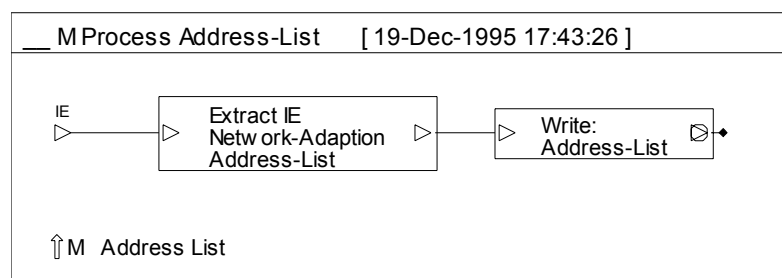 __ M Process Address-List [ 19-Dec-1995 17:43:26 ]
IE
Extract IE
Network-Adaption
Address-List
Write:
Address-List
⇧ M Address List